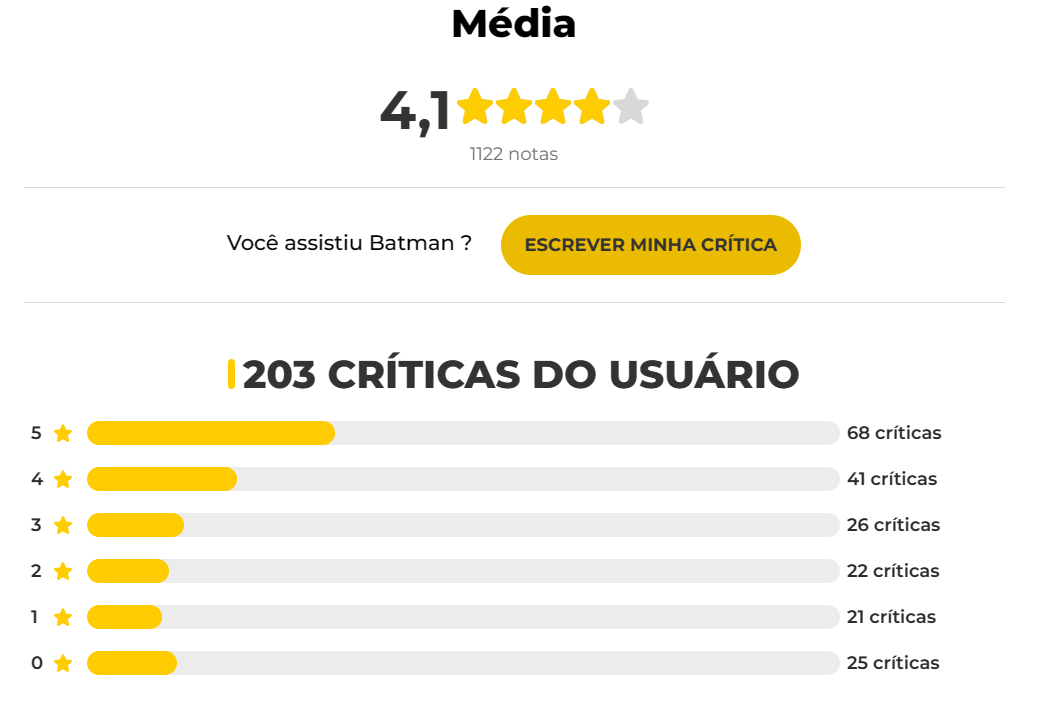 Média
4,1
1122 notas
Você assistiu Batman ? ESCREVER MINHA CRÍTICA
203 CRÍTICAS DO USUÁRIO
5 68 críticas
4 41 críticas
3 26 críticas
2 22 críticas
1 21 críticas
0 25 críticas